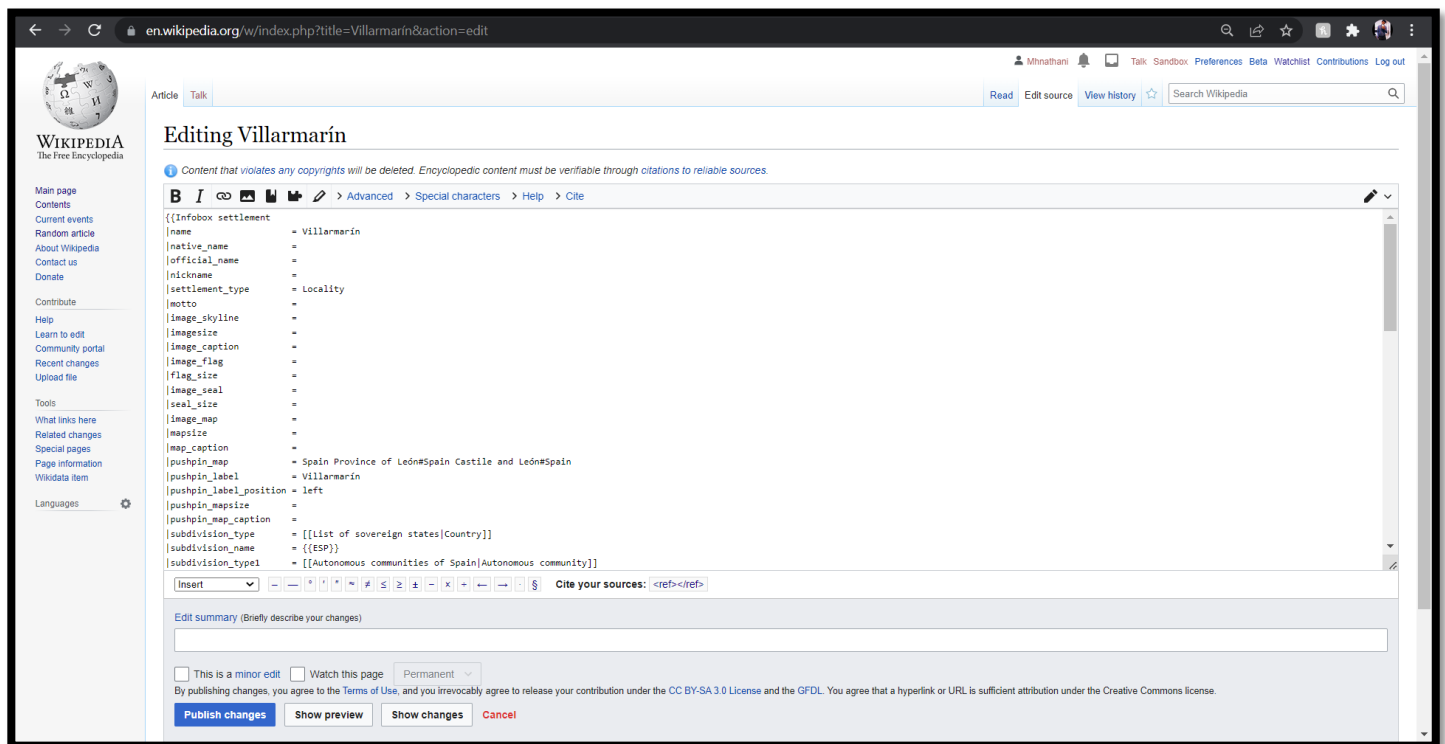 en.wikipedia.org/w/index.php?title=Villarmarín&action=edit
Mhnathani Talk Sandbox Preferences Beta Watchlist Contributions Log out
Article Talk Read Edit source View history Search Wikipedia
WIKIPEDIA
The Free Encyclopedia
Main page
Contents
Current events
Random article
About Wikipedia
Contact us
Donate
Contribute
Help
Learn to edit
Community portal
Recent changes
Upload file
Tools
What links here
Related changes
Special pages
Page information
Wikidata item
Languages
Editing Villarmarín
Content that violates any copyrights will be deleted. Encyclopedic content must be verifiable through citations to reliable sources.
B I > Advanced > Special characters > Help > Cite
{{Infobox settlement
|name = Villarmarín
|native_name =
|official_name =
|nickname =
|settlement_type = Locality
|motto =
|image_skyline =
|imagesize =
|image_caption =
|image_flag =
|flag_size =
|image_seal =
|seal_size =
|image_map =
|mapsize =
|map_caption =
|pushpin_map = Spain Province of León#Spain Castile and León#Spain
|pushpin_label = Villarmarín
|pushpin_label_position = left
|pushpin_mapsize =
|pushpin_map_caption =
|subdivision_type = [[List of sovereign states|Country]]
|subdivision_name = {{ESP}}
|subdivision_type1 = [[Autonomous communities of Spain|Autonomous community]]
Insert – — ° ′ ″ ≈ ≠ ≤ ≥ ± − × ÷ ← → · § Cite your sources: <ref></ref>
Edit summary (Briefly describe your changes)
This is a minor edit Watch this page Permanent
By publishing changes, you agree to the Terms of Use, and you irrevocably agree to release your contribution under the CC BY-SA 3.0 License and the GFDL. You agree that a hyperlink or URL is sufficient attribution under the Creative Commons license.
Publish changes Show preview Show changes Cancel